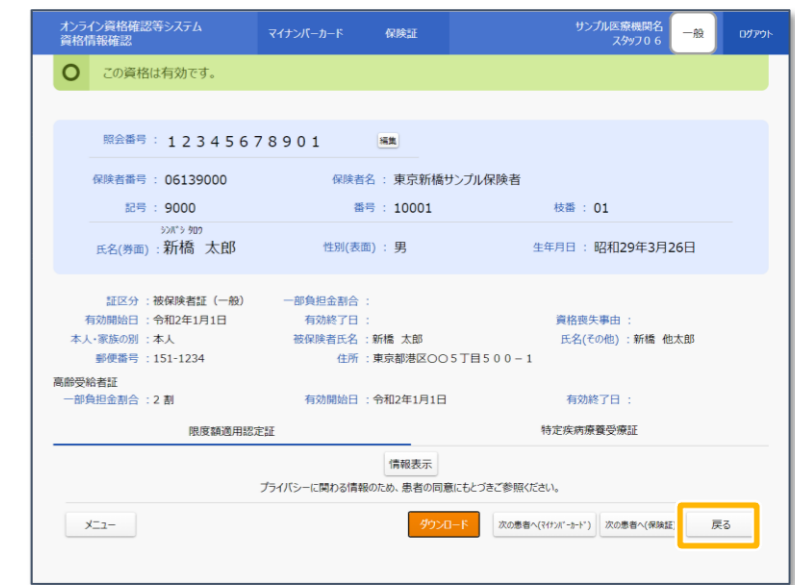 オンライン資格確認等システム
資格情報確認
マイナンバーカード 保険証
サンプル医療機関名
スタッフ06
一般 ログアウト
この資格は有効です。
照会番号 : 12345678901 編集
保険者番号 : 06139000 保険者名 : 東京新橋サンプル保険者
記号 : 9000 番号 : 10001 枝番 : 01
シンバシ タロウ
氏名(券面) : 新橋 太郎 性別(表面) : 男 生年月日 : 昭和29年3月26日
証区分 : 被保険者証(一般) 一部負担金割合 :
有効開始日 : 令和2年1月1日 有効終了日 : 資格喪失事由 :
本人・家族の別 : 本人 被保険者氏名 : 新橋 太郎 氏名(その他) : 新橋 他太郎
郵便番号 : 151-1234 住所 : 東京都港区〇〇5丁目500-1
高齢受給者証
一部負担金割合 : 2割 有効開始日 : 令和2年1月1日 有効終了日 :
限度額適用認定証 特定疾病療養受療証
情報表示
プライバシーに関わる情報のため、患者の同意にもとづきご参照ください。
メニュー ダウンロード 次の患者へ(マイナンバーカード) 次の患者へ(保険証 戻る